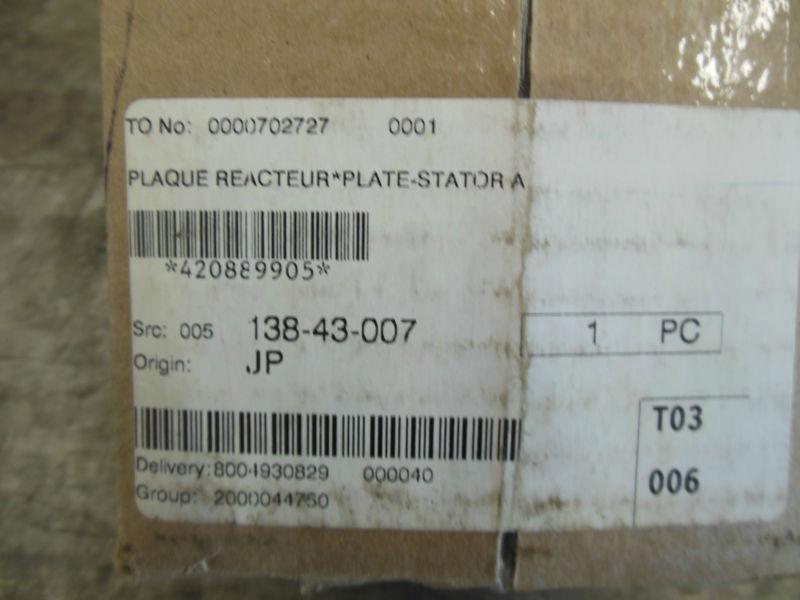 TO No: 0000702727 0001
PLAQUE REACTEUR*PLATE-STATOR A
*420889905*
Src: 005 138-43-007 1 PC
Origin: JP
T03
Delivery: 8004930829 000040
006
Group: 2000044750